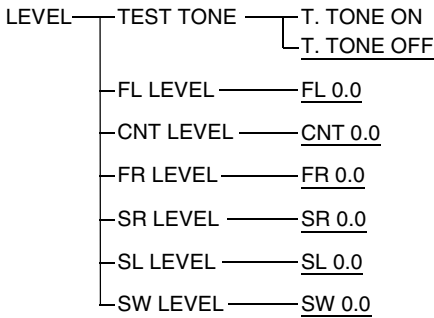 LEVEL TEST TONE T. TONE ON
T. TONE OFF
FL LEVEL FL 0.0
CNT LEVEL CNT 0.0
FR LEVEL FR 0.0
SR LEVEL SR 0.0
SL LEVEL SL 0.0
SW LEVEL SW 0.0